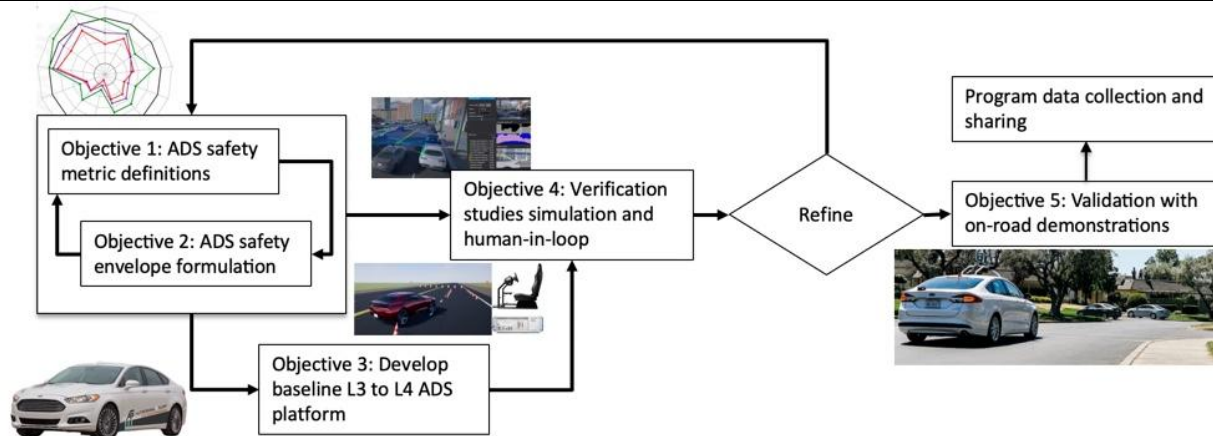 Objective 1: ADS safety
metric definitions
Objective 2: ADS safety
envelope formulation
Objective 3: Develop
baseline L3 to L4 ADS
platform
Objective 4: Verification
studies simulation and
human-in-loop
Refine
Program data collection and
sharing
Objective 5: Validation with
on-road demonstrations